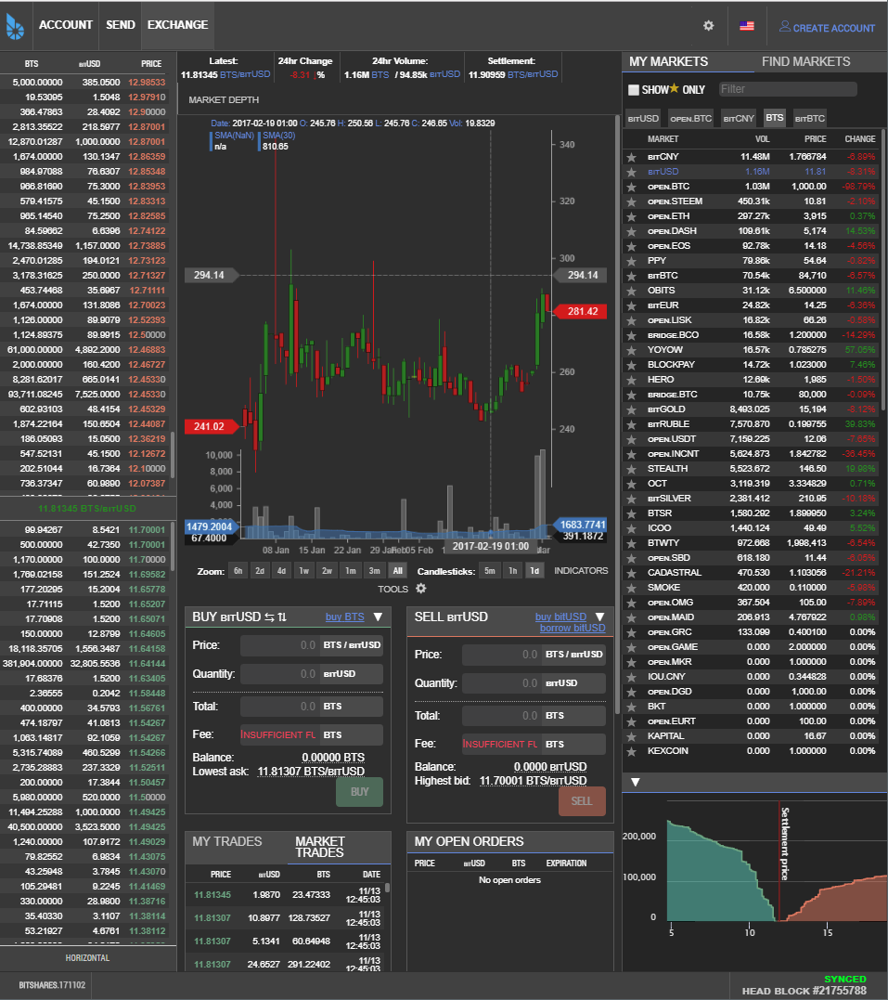 ACCOUNT SEND EXCHANGE
CREATE ACCOUNT
BTS BITUSD PRICE
5,000.00000 385.0500 12.98533
19.53095 1.5048 12.97910
366.47863 28.4092 12.90000
2,813.35522 218.5977 12.87001
12,870.01287 1,000.0000 12.87001
1,674.00000 130.1347 12.86359
984.97088 76.6307 12.85348
966.81690 75.3000 12.83953
579.41575 45.1500 12.83313
965.14540 75.2500 12.82585
84.59662 6.6396 12.74122
14,738.85349 1,157.0000 12.73885
2,470.01285 194.0121 12.73123
3,178.31625 250.0000 12.71327
453.74468 35.6967 12.71111
1,674.00000 131.8086 12.70023
1,126.00000 89.9079 12.52393
1,124.89375 89.9915 12.50000
61,000.00000 4,892.2000 12.46883
2,000.00000 160.4200 12.46727
8,281.62017 665.0141 12.45330
93,711.08245 7,525.0000 12.45330
602.93103 48.4154 12.45329
1,874.22164 150.6504 12.44087
186.05093 15.0500 12.36219
547.52131 45.1500 12.12672
202.51044 16.7364 12.10000
736.37347 60.9890 12.07387
11.81345 BTS/BITUSD
99.94267 8.5421 11.70001
500.00000 42.7350 11.70001
1,170.00000 100.0000 11.70000
1,769.02158 151.2524 11.69582
177.20295 15.2004 11.65778
17.71115 1.5200 11.65207
17.70908 1.5200 11.65071
150.00000 12.8799 11.64605
18,118.35705 1,556.3487 11.64158
381,904.00000 32,805.5536 11.64144
17.68376 1.5200 11.63405
2.36555 0.2042 11.58448
400.00000 34.5793 11.56761
474.18797 41.0813 11.54267
1,063.14817 92.1059 11.54267
5,315.74089 460.5299 11.54266
2,735.28883 237.3329 11.52511
200.00000 17.3844 11.50457
5,980.00000 520.0000 11.50000
11,494.25288 1,000.0000 11.49425
40,500.00000 3,523.5000 11.49425
1,240.00000 107.9172 11.49029
79.82552 6.9834 11.43075
43.25948 3.7845 11.43070
105.29481 9.2245 11.41469
330.00000 28.9800 11.38716
35.40330 3.1107 11.38114
53.21927 4.6761 11.38112
HORIZONTAL
Latest: 24hr Change 24hr Volume: Settlement:
11.81345 BTS/BITUSD -8.31 ↓% 1.16M BTS / 94.85k BITUSD 11.90959 BTS/BITUSD
MARKET DEPTH
Date: 2017-02-19 01:00 O: 245.76 H: 250.56 L: 245.76 C: 246.65 Vol: 19.8329
SMA(NaN) SMA(30)
n/a 810.65
340
320
300
294.14 294.14
281.42
260
241.02 240
10,000
8,000
6,000
4,000
1479.2004 1683.7741
67.4000 391.1872
2017-02-19 01:00
08 Jan 15 Jan 22 Jan 29 Jan 05 Feb
Zoom: 6h 2d 4d 1w 2w 1m 3m All Candlesticks: 5m 1h 1d INDICATORS
TOOLS
BUY BITUSD ⇆ ⇅ buy BTS ▼
Price: 0.0 BTS / BITUSD
Quantity: 0.0 BITUSD
Total: 0.0 BTS
Fee: INSUFFICIENT FU BTS
Balance: 0.00000 BTS
Lowest ask: 11.81307 BTS/BITUSD
BUY
SELL BITUSD buy bitUSD ▼
borrow bitUSD
Price: 0.0 BTS / BITUSD
Quantity: 0.0 BITUSD
Total: 0.0 BTS
Fee: INSUFFICIENT FU BTS
Balance: 0.0000 BITUSD
Highest bid: 11.70001 BTS/BITUSD
SELL
MY TRADES MARKET TRADES
PRICE BITUSD BTS DATE
11.81345 1.9870 23.47333 11/13 12:45:03
11.81307 10.8977 128.73527 11/13 12:45:03
11.81307 5.1341 60.64948 11/13 12:45:03
11.81307 24.6527 291.22402 11/13 12:45:03
MY OPEN ORDERS
PRICE BITUSD BTS EXPIRATION
No open orders
MY MARKETS FIND MARKETS
SHOW ★ ONLY Filter
BITUSD OPEN.BTC BITCNY BTS BITBTC
MARKET VOL PRICE CHANGE
BITCNY 11.48M 1.766784 -6.89%
BITUSD 1.16M 11.81 -8.31%
OPEN.BTC 1.03M 1,000.00 -98.79%
OPEN.STEEM 450.31k 10.81 -2.10%
OPEN.ETH 297.27k 3,915 0.37%
OPEN.DASH 109.61k 5,174 14.53%
OPEN.EOS 92.78k 14.18 -4.56%
PPY 79.86k 54.64 -0.82%
BITBTC 70.54k 84,710 -6.57%
OBITS 31.12k 6.500000 11.46%
BITEUR 24.82k 14.25 -6.36%
OPEN.LISK 16.82k 66.26 -0.58%
BRIDGE.BCO 16.58k 1.200000 -14.29%
YOYOW 16.57k 0.785275 57.05%
BLOCKPAY 14.72k 1.023000 7.46%
HERO 12.69k 1,985 -1.50%
BRIDGE.BTC 10.75k 80,000 -0.09%
BITGOLD 8,493.025 15,194 -8.12%
BITRUBLE 7,570.870 0.199755 39.83%
OPEN.USDT 7,159.225 12.06 -7.65%
OPEN.INCNT 5,624.873 1.842782 -36.45%
STEALTH 5,523.672 146.50 19.98%
OCT 3,119.319 3.334829 0.71%
BITSILVER 2,381.412 210.95 -10.18%
BTSR 1,580.292 1.899950 3.24%
ICOO 1,440.124 49.49 5.52%
BTWTY 972.668 1,998,413 -6.54%
OPEN.SBD 618.180 11.44 -6.05%
CADASTRAL 470.530 1.103056 -21.21%
SMOKE 420.000 0.110000 -5.98%
OPEN.OMG 367.504 105.00 -7.89%
OPEN.MAID 206.913 4.767922 0.98%
OPEN.GRC 133.099 0.400100 0.00%
OPEN.GAME 0.000 2.000000 0.00%
OPEN.MKR 0.000 1.000000 0.00%
IOU.CNY 0.000 0.344828 0.00%
OPEN.DGD 0.000 1,000.00 0.00%
BKT 0.000 1.000000 0.00%
OPEN.EURT 0.000 100.00 0.00%
KAPITAL 0.000 16.67 0.00%
KEXCOIN 0.000 1.000000 0.00%
▼
Settlement price
200,000
100,000
0
5 10 15
BITSHARES.171102
SYNCED
HEAD BLOCK #21755788